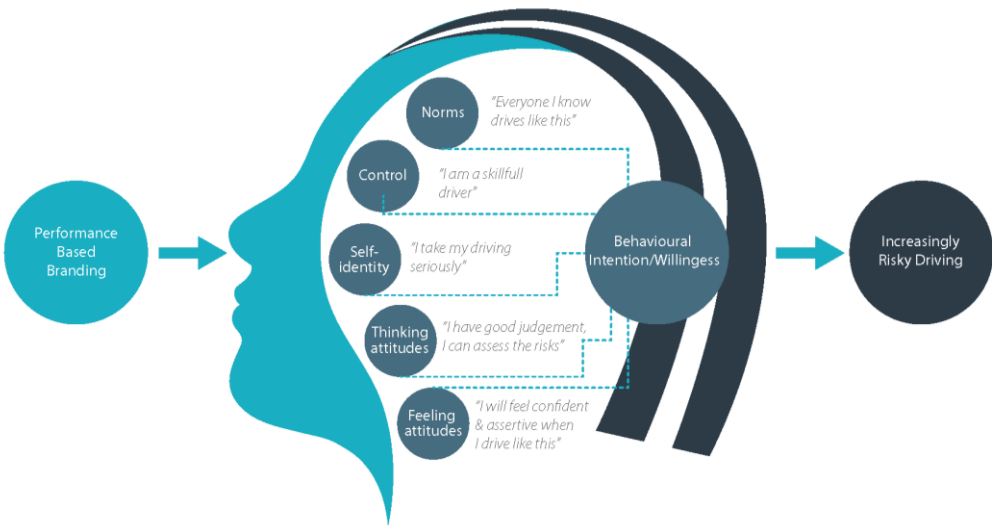 Performance
Based
Branding
Norms
"Everyone I know
drives like this"
Control
"I am a skillfull
driver"
Self-
identity
"I take my driving
seriously"
Thinking
attitudes
"I have good judgement,
I can assess the risks"
Feeling
attitudes
"I will feel confident
& assertive when
I drive like this"
Behavioural
Intention/Willingess
Increasingly
Risky Driving